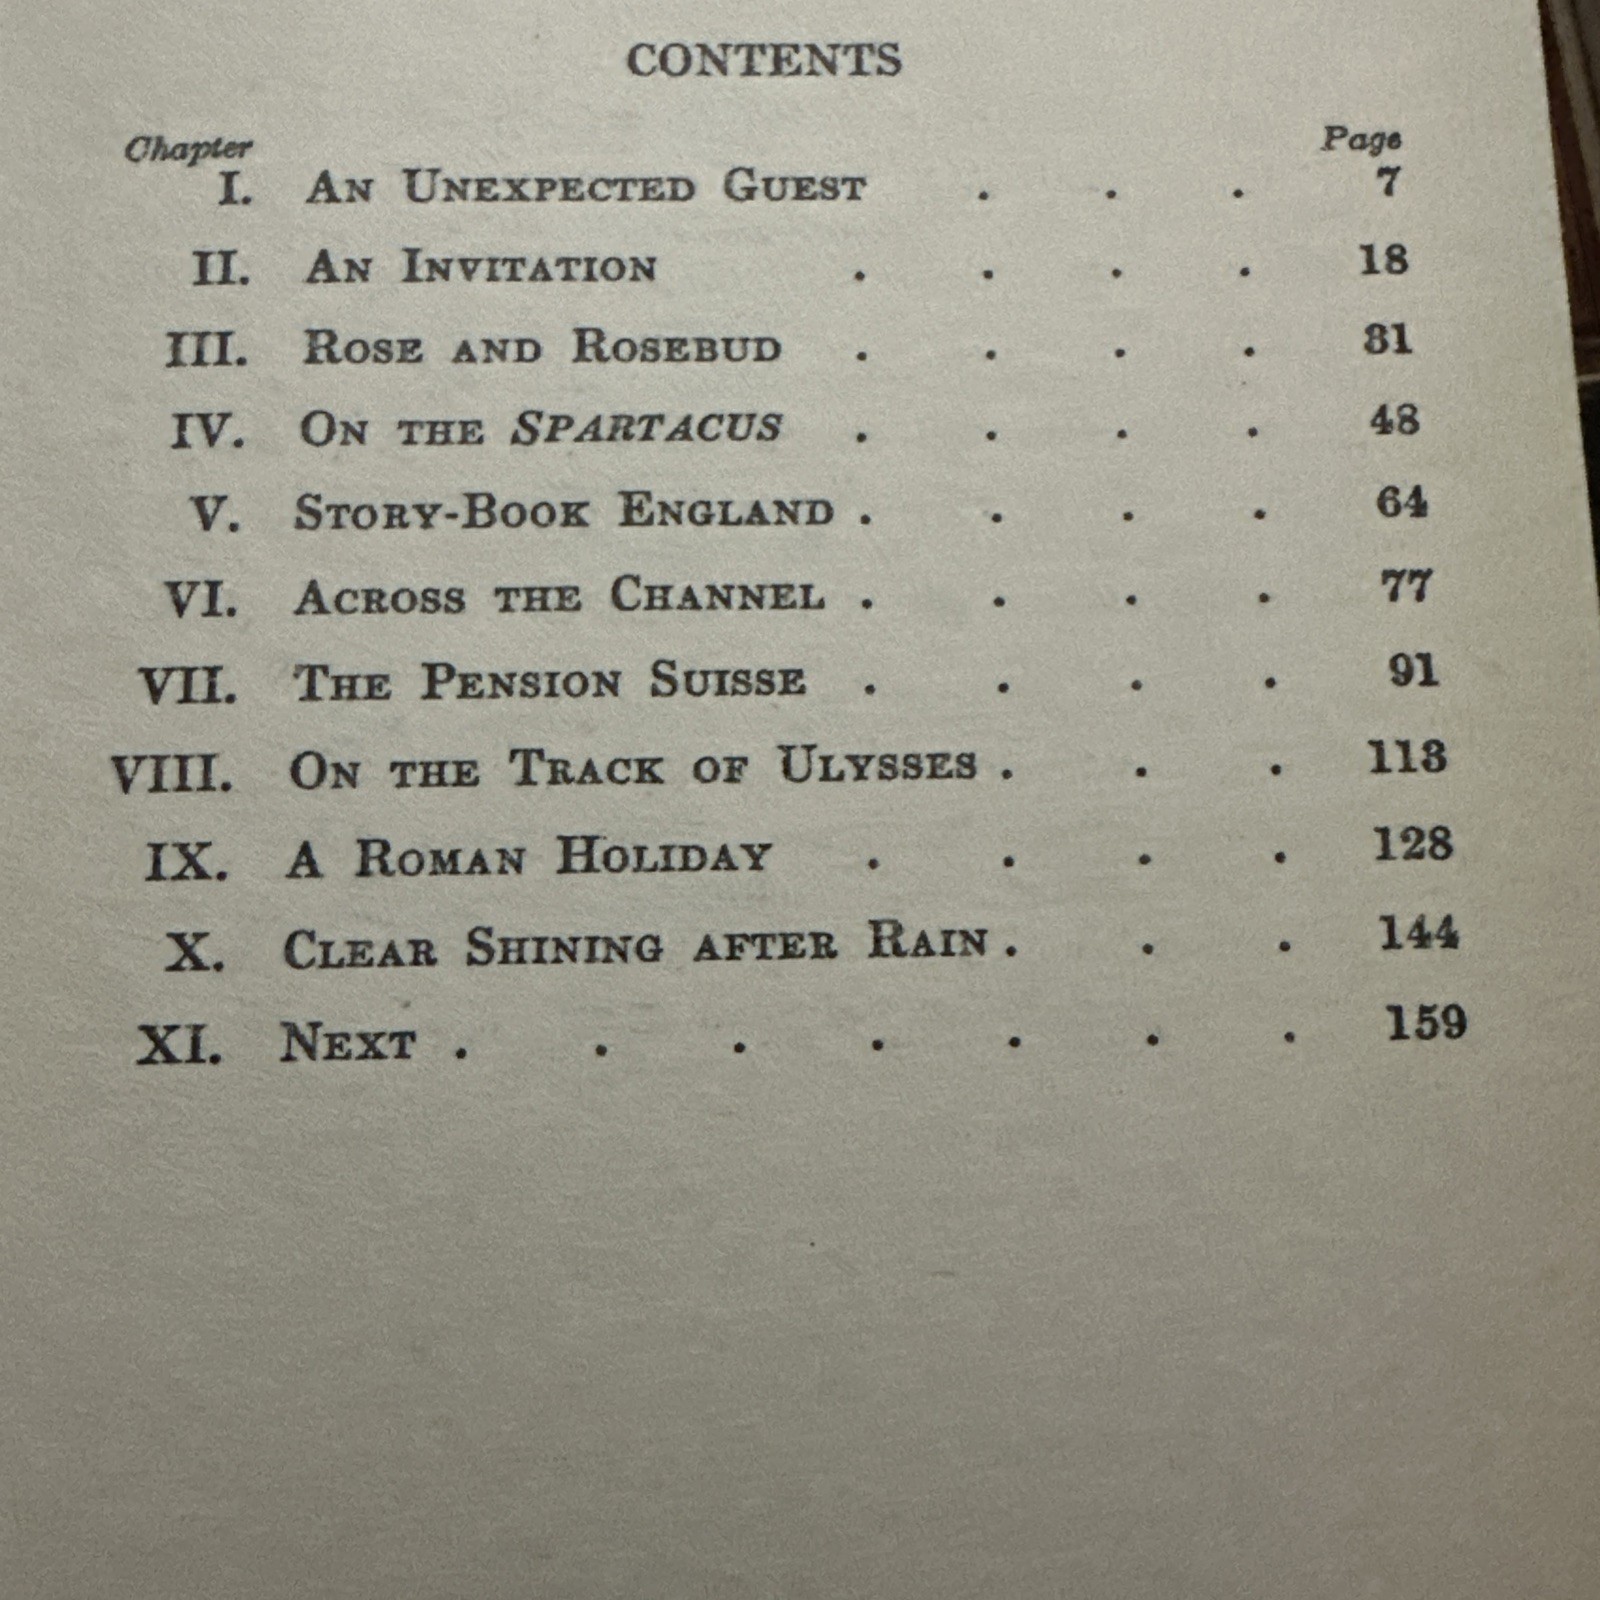 CONTENTS
Chapter Page
I. An Unexpected Guest . . . 7
II. An Invitation . . . . 18
III. Rose and Rosebud . . . . 31
IV. On the Spartacus . . . . 48
V. Story-Book England . . . . 64
VI. Across the Channel . . . . 77
VII. The Pension Suisse . . . . 91
VIII. On the Track of Ulysses . . . 113
IX. A Roman Holiday . . . . 128
X. Clear Shining after Rain . . . 144
XI. Next . . . . . . . 159